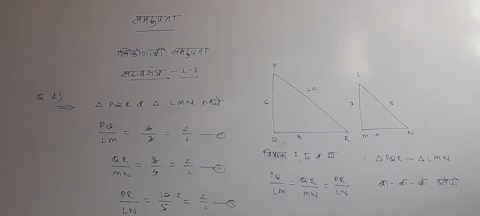 समरूपता
त्रिकोणाची समरूपता
सरावसंच - 1.3
Q 2)
⇒ △ PQR व △ LMN मध्ये
PQ/LM = 6/3 = 2/1 — (I)
QR/MN = 8/4 = 2/1 — (II)
PR/LN = 10/5 = 2/1 — (III)
P
6
10
Q 8 R
L
3
5
M 4 N
विधान I, II व III
PQ/LM = QR/MN = PR/LN
∴ △PQR ~ △LMN
बा-बा-बा कसोटी